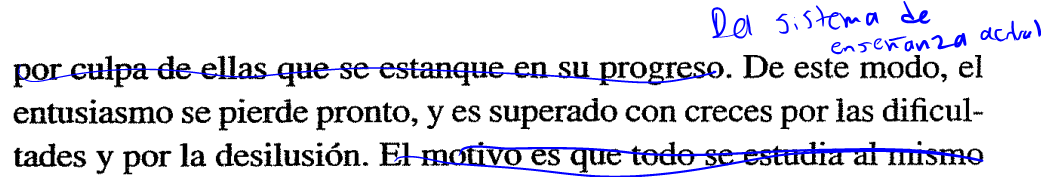 Del sistema de
enseñanza actual
por culpa de ellas que se estanque en su progreso. De este modo, el
entusiasmo se pierde pronto, y es superado con creces por las dificul-
tades y por la desilusión. El motivo es que todo se estudia al mismo